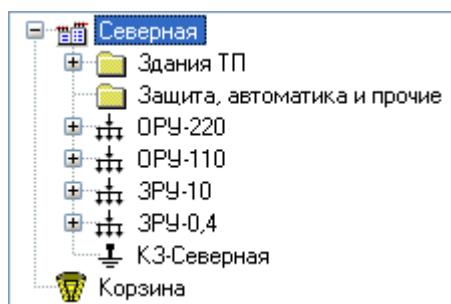 Северная
Здания ТП
Защита, автоматика и прочие
ОРУ-220
ОРУ-110
ЗРУ-10
ЗРУ-0,4
КЗ-Северная
Корзина